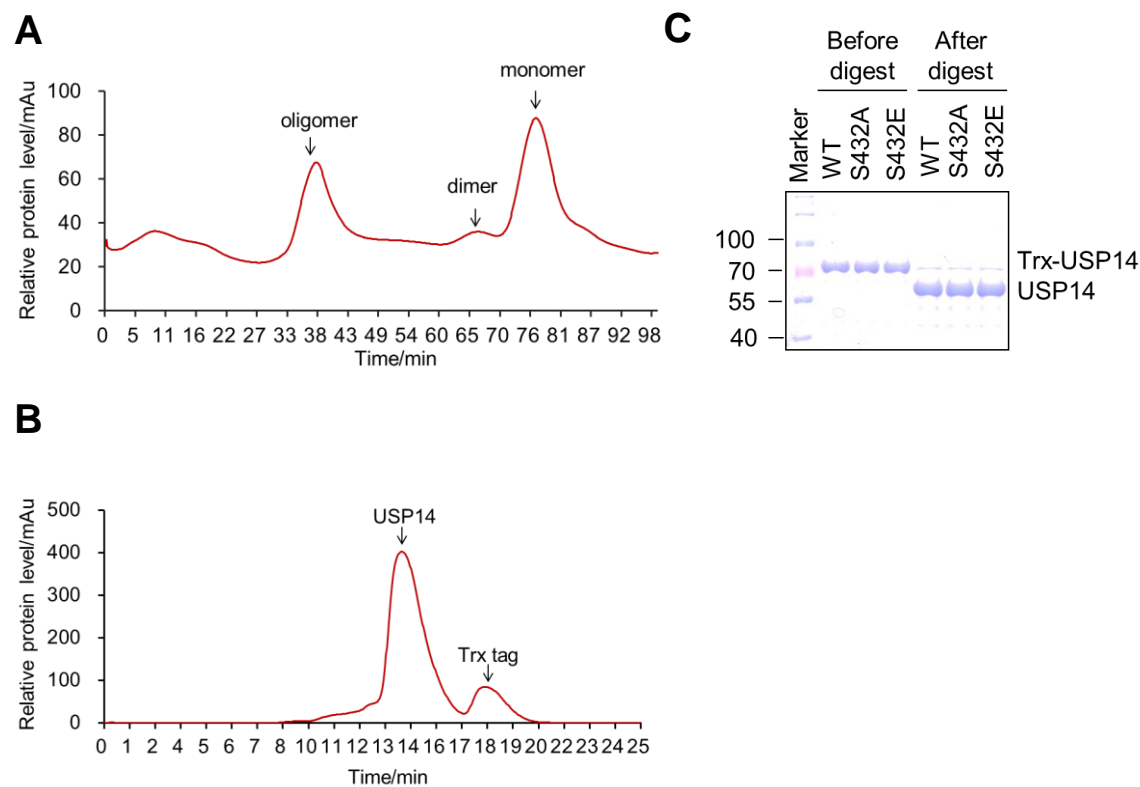 A
Relative protein level/mAu
100
80
60
40
20
0
oligomer
dimer
monomer
0 5 11 16 22 27 33 38 43 49 54 60 65 70 76 81 87 92 98
Time/min
B
Relative protein level/mAu
500
400
300
200
100
0
USP14
Trx tag
0 1 2 4 5 6 7 8 10 11 12 13 14 16 17 18 19 20 22 23 24 25
Time/min
C
Before digest
After digest
Marker
WT
S432A
S432E
WT
S432A
S432E
100
70
55
40
Trx-USP14
USP14